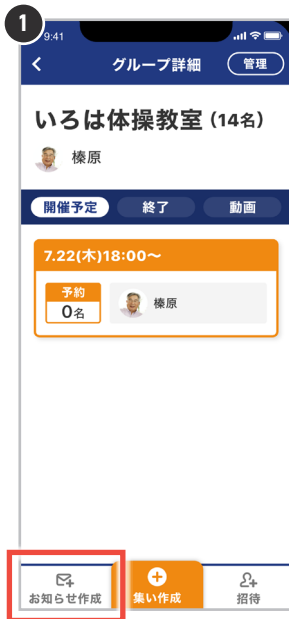 1
9:41
グループ詳細
管理
いろは体操教室(14名)
榛原
開催予定 終了 動画
7.22(木)18:00〜
予約
0名
榛原
お知らせ作成 集い作成 招待